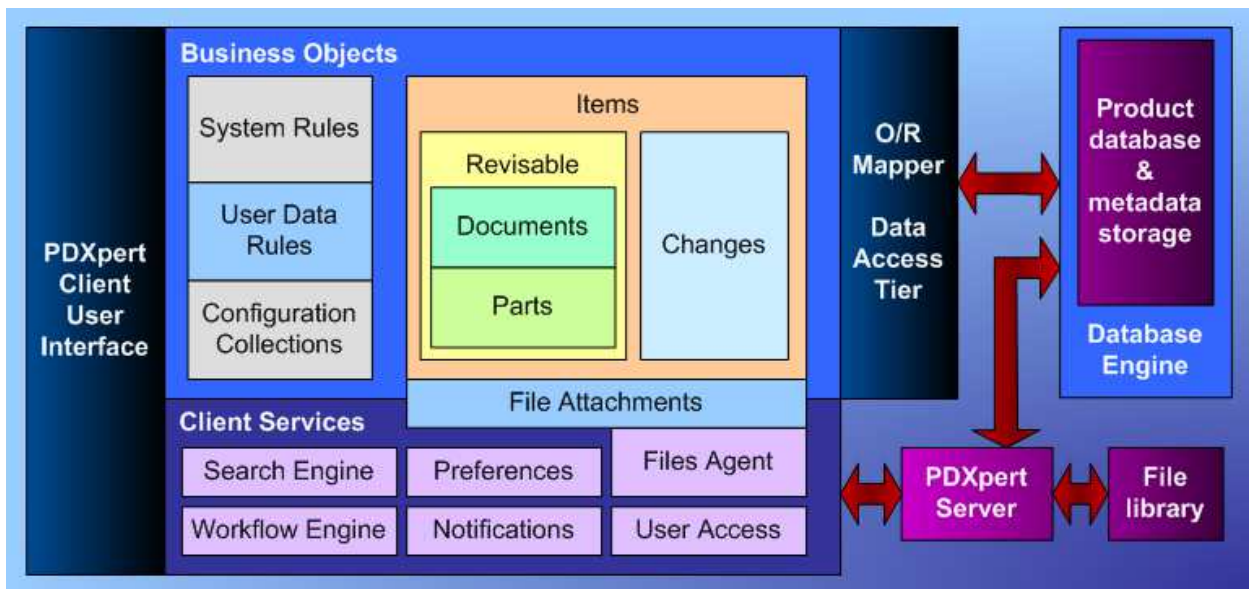 PDXpert
Client
User
Interface
Business Objects
System Rules
User Data
Rules
Configuration
Collections
Items
Revisable
Documents
Parts
Changes
File Attachments
Client Services
Search Engine
Preferences
Files Agent
Workflow Engine
Notifications
User Access
O/R
Mapper
Data
Access
Tier
Product
database
&
metadata
storage
Database
Engine
PDXpert
Server
File
library